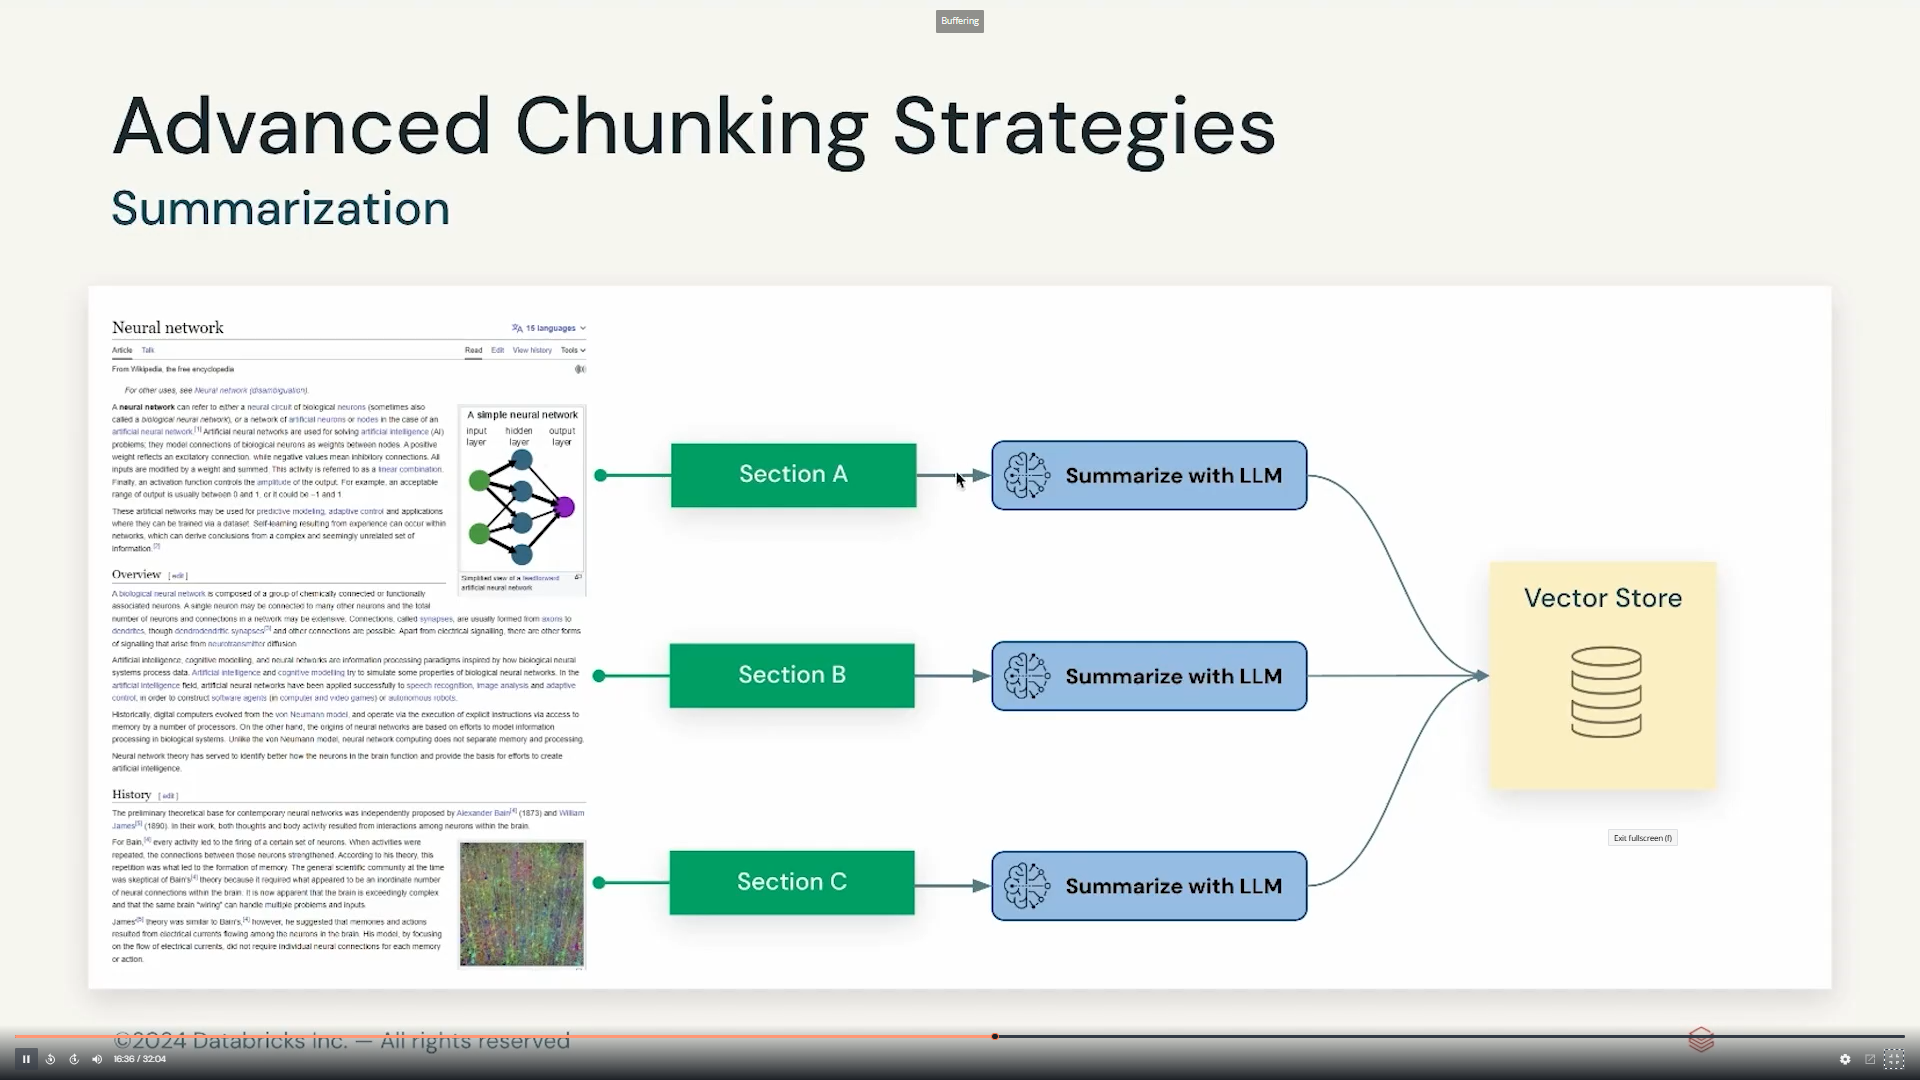 Buffering
Advanced Chunking Strategies
Summarization
Neural network
15 languages
Article Talk
Read Edit View history Tools
From Wikipedia, the free encyclopedia
For other uses, see Neural network (disambiguation).
A neural network can refer to either a neural circuit of biological neurons (sometimes also
called a biological neural network), or a network of artificial neurons or nodes in the case of an
artificial neural network.[1] Artificial neural networks are used for solving artificial intelligence (AI)
problems; they model connections of biological neurons as weights between nodes. A positive
weight reflects an excitatory connection, while negative values mean inhibitory connections. All
inputs are modified by a weight and summed. This activity is referred to as a linear combination.
Finally, an activation function controls the amplitude of the output. For example, an acceptable
range of output is usually between 0 and 1, or it could be −1 and 1
These artificial networks may be used for predictive modeling, adaptive control and applications
where they can be trained via a dataset. Self-learning resulting from experience can occur within
networks, which can derive conclusions from a complex and seemingly unrelated set of
information.[2]
A simple neural network
input hidden output
layer layer layer
Simplified view of a feedforward
artificial neural network
Overview [edit]
A biological neural network is composed of a group of chemically connected or functionally
associated neurons. A single neuron may be connected to many other neurons and the total
number of neurons and connections in a network may be extensive. Connections, called synapses, are usually formed from axons to
dendrites, though dendrodendritic synapses[3] and other connections are possible. Apart from electrical signalling, there are other forms
of signalling that arise from neurotransmitter diffusion
Artificial intelligence, cognitive modelling, and neural networks are information processing paradigms inspired by how biological neural
systems process data. Artificial intelligence and cognitive modelling try to simulate some properties of biological neural networks. In the
artificial intelligence field, artificial neural networks have been applied successfully to speech recognition, image analysis and adaptive
control, in order to construct software agents (in computer and video games) or autonomous robots.
Historically, digital computers evolved from the von Neumann model, and operate via the execution of explicit instructions via access to
memory by a number of processors. On the other hand, the origins of neural networks are based on efforts to model information
processing in biological systems. Unlike the von Neumann model, neural network computing does not separate memory and processing.
Neural network theory has served to identify better how the neurons in the brain function and provide the basis for efforts to create
artificial intelligence.
History [edit]
The preliminary theoretical base for contemporary neural networks was independently proposed by Alexander Bain[4] (1873) and William
James[5] (1890). In their work, both thoughts and body activity resulted from interactions among neurons within the brain.
For Bain,[4] every activity led to the firing of a certain set of neurons. When activities were
repeated, the connections between those neurons strengthened. According to his theory, this
repetition was what led to the formation of memory. The general scientific community at the time
was skeptical of Bain's[4] theory because it required what appeared to be an inordinate number
of neural connections within the brain. It is now apparent that the brain is exceedingly complex
and that the same brain "wiring" can handle multiple problems and inputs.
James'[5] theory was similar to Bain's,[4] however, he suggested that memories and actions
resulted from electrical currents flowing among the neurons in the brain. His model, by focusing
on the flow of electrical currents, did not require individual neural connections for each memory
or action.
Section A
Summarize with LLM
Section B
Summarize with LLM
Section C
Summarize with LLM
Vector Store
Exit fullscreen (f)
©2024 Databricks Inc. — All rights reserved
16:36 / 32:04